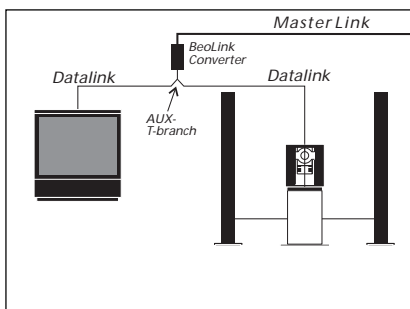 Master Link
BeoLink
Converter
Datalink
Datalink
AUX-
T-branch